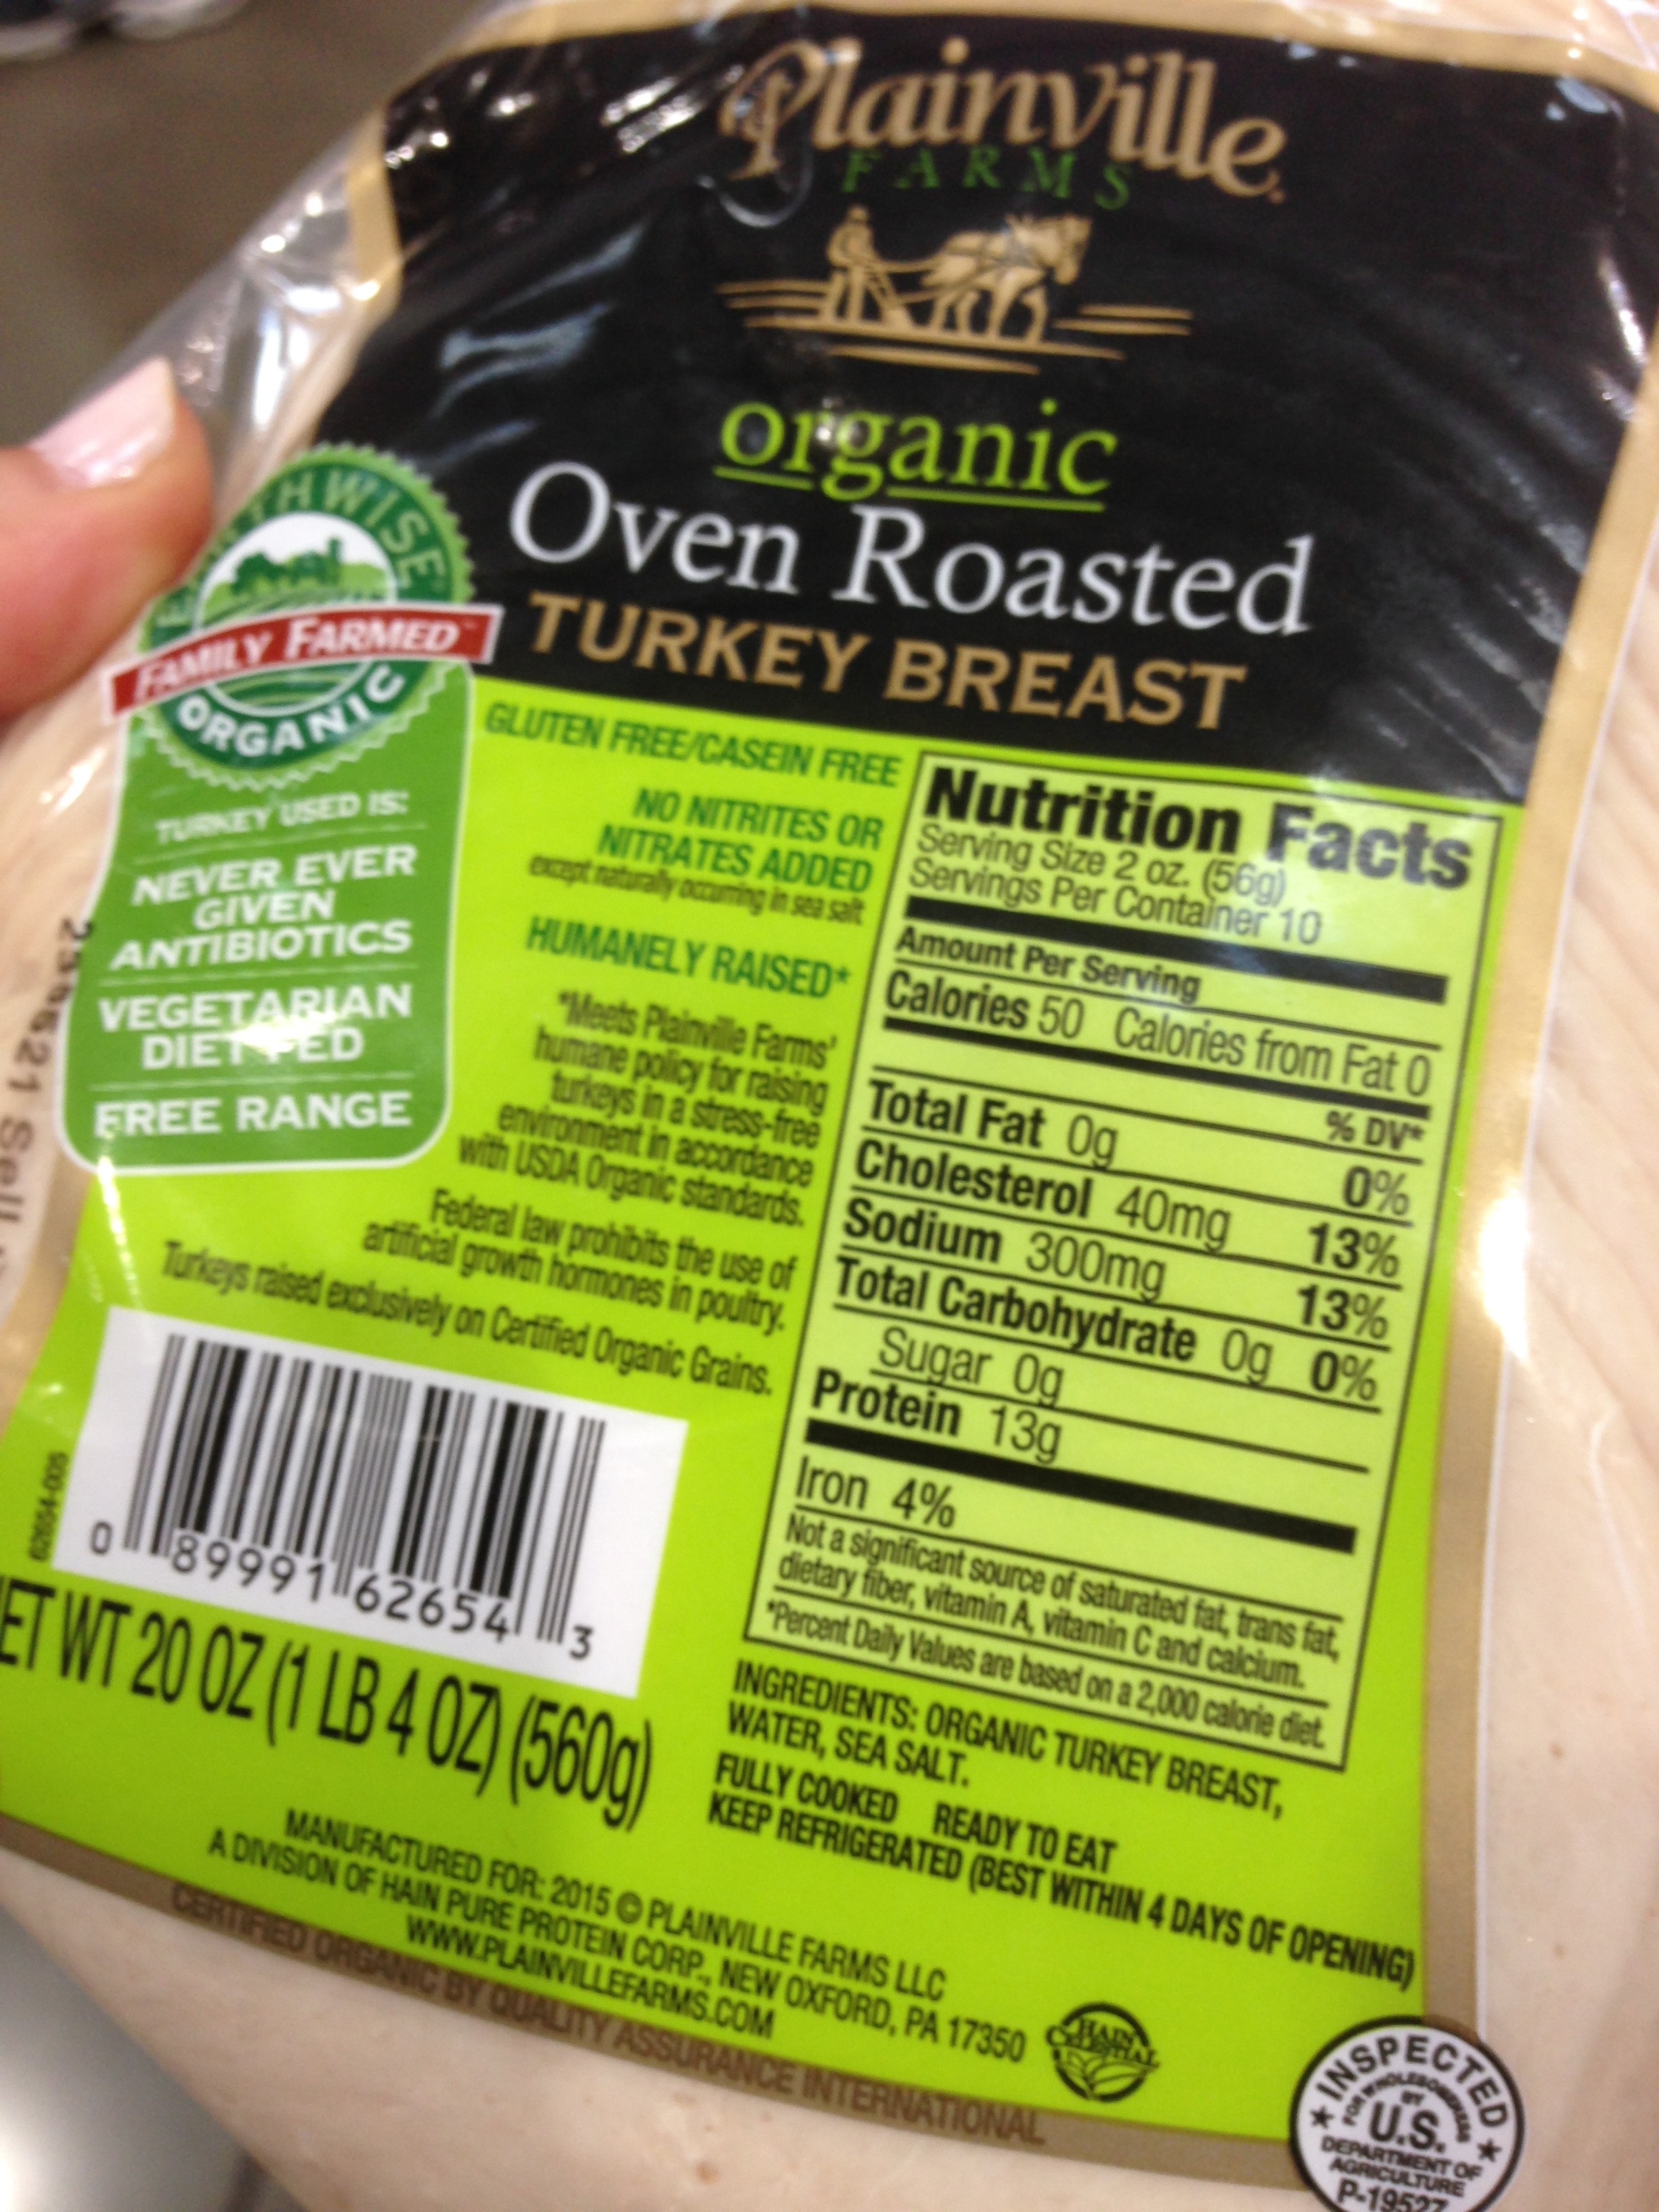 Plainville
FARMS
organic
Oven Roasted
TURKEY BREAST
EARTHWISE
FAMILY FARMED™
ORGANIC
TURKEY USED IS:
NEVER EVER
GIVEN
ANTIBIOTICS
VEGETARIAN
DIET FED
FREE RANGE
GLUTEN FREE/CASEIN FREE
NO NITRITES OR
NITRATES ADDED
except naturally occurring in sea salt
HUMANELY RAISED*
*Meets Plainville Farms'
humane policy for raising
turkeys in a stress-free
environment in accordance
with USDA Organic standards.
Federal law prohibits the use of
artificial growth hormones in poultry.
Turkeys raised exclusively on Certified Organic Grains.
Nutrition Facts
Serving Size 2 oz. (56g)
Servings Per Container 10
Amount Per Serving
Calories 50 Calories from Fat 0
% DV*
Total Fat 0g 0%
Cholesterol 40mg 13%
Sodium 300mg 13%
Total Carbohydrate 0g 0%
Sugar 0g
Protein 13g
Iron 4%
Not a significant source of saturated fat, trans fat,
dietary fiber, vitamin A, vitamin C and calcium.
*Percent Daily Values are based on a 2,000 calorie diet.
INGREDIENTS: ORGANIC TURKEY BREAST,
WATER, SEA SALT.
FULLY COOKED READY TO EAT
KEEP REFRIGERATED (BEST WITHIN 4 DAYS OF OPENING)
0 89991 62654 3
ET WT 20 OZ (1 LB 4 OZ) (560g)
MANUFACTURED FOR: 2015 © PLAINVILLE FARMS LLC
A DIVISION OF HAIN PURE PROTEIN CORP., NEW OXFORD, PA 17350
WWW.PLAINVILLEFARMS.COM
CERTIFIED ORGANIC BY QUALITY ASSURANCE INTERNATIONAL
HAIN
CELESTIAL
INSPECTED
FOR WHOLESOMENESS
BY
U.S.
DEPARTMENT OF
AGRICULTURE
P-19527